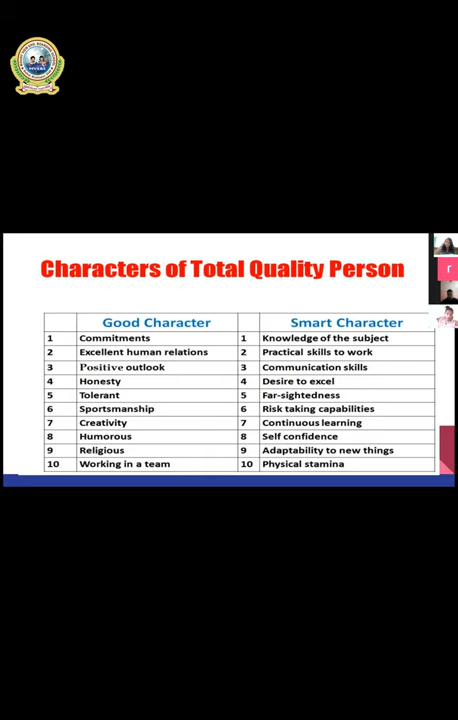 MVERS
Characters of Total Quality Person
Good Character Smart Character
1 Commitments 1 Knowledge of the subject
2 Excellent human relations 2 Practical skills to work
3 Positive outlook 3 Communication skills
4 Honesty 4 Desire to excel
5 Tolerant 5 Far-sightedness
6 Sportsmanship 6 Risk taking capabilities
7 Creativity 7 Continuous learning
8 Humorous 8 Self confidence
9 Religious 9 Adaptability to new things
10 Working in a team 10 Physical stamina
r